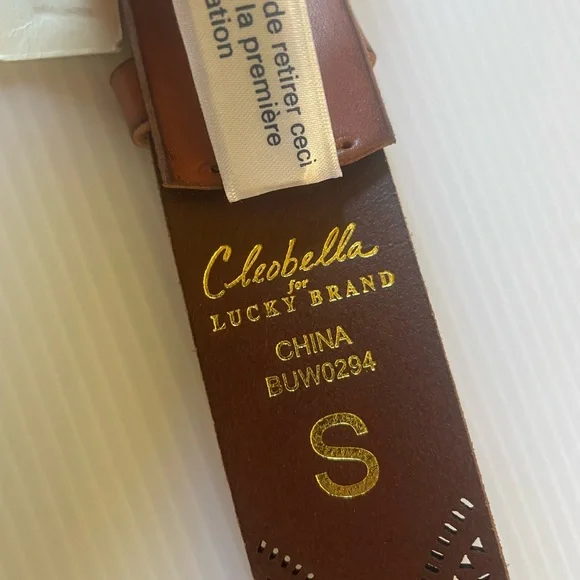 de retirer ceci
la première
ation
Cleobella
for
LUCKY BRAND
CHINA
BUW0294
S